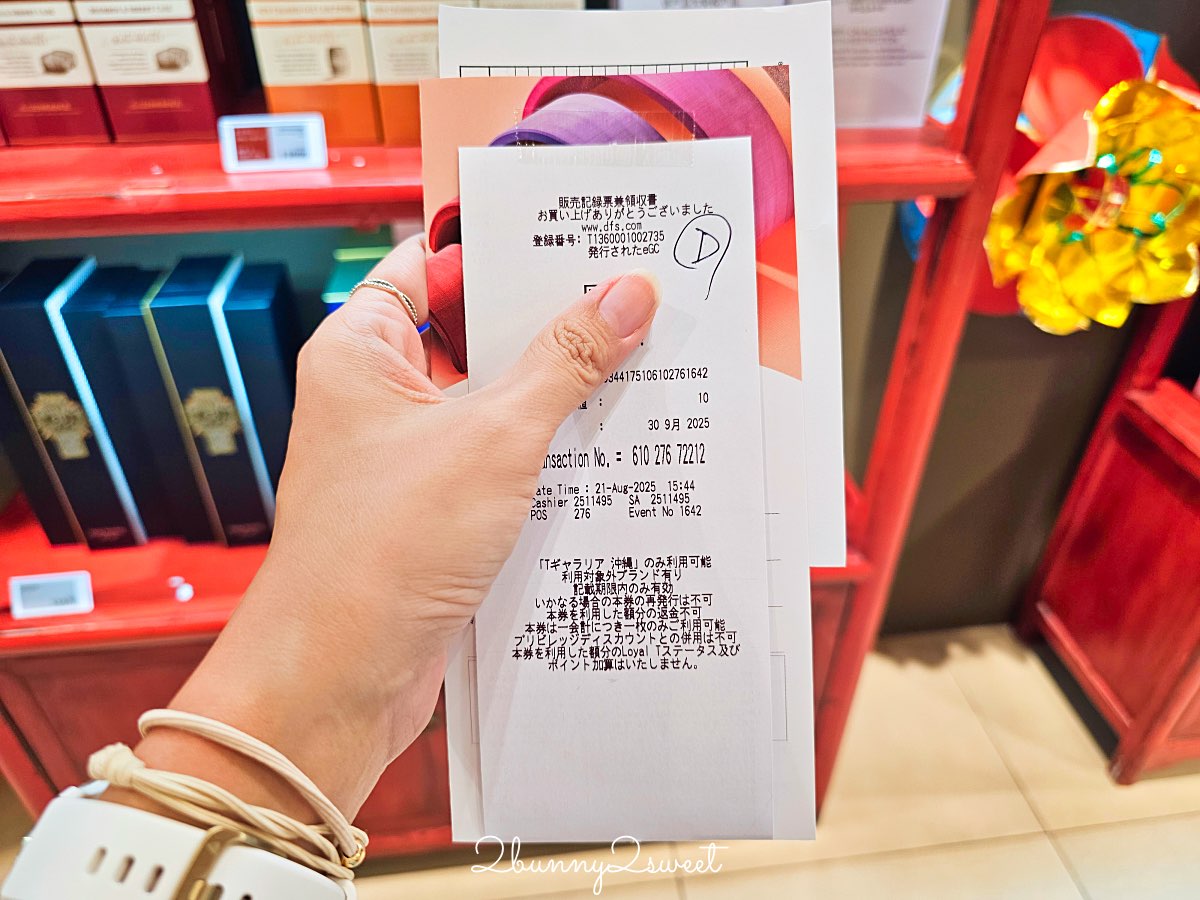 販売記録票兼領収書
お買い上げありがとうございました
www.dfs.com
登録番号: T1360001002735
発行されたeGC
D
344175106102761642
: 10
: 30 9月 2025
nsaction No. = 610 276 72212
ate Time : 21-Aug-2025 15:44
Cashier 2511495 SA 2511495
POS 276 Event No 1642
「Tギャラリア 沖縄」のみ利用可能
利用対象外ブランド有り
記載期限内のみ有効
いかなる場合の本券の再発行は不可
本券を利用した額分の返金不可
本券は一会計につき一枚のみご利用可能
プリビレッジディスカウントとの併用は不可
本券を利用した額分のLoyal Tステータス及び
ポイント加算はいたしません。
2bunny2sweet